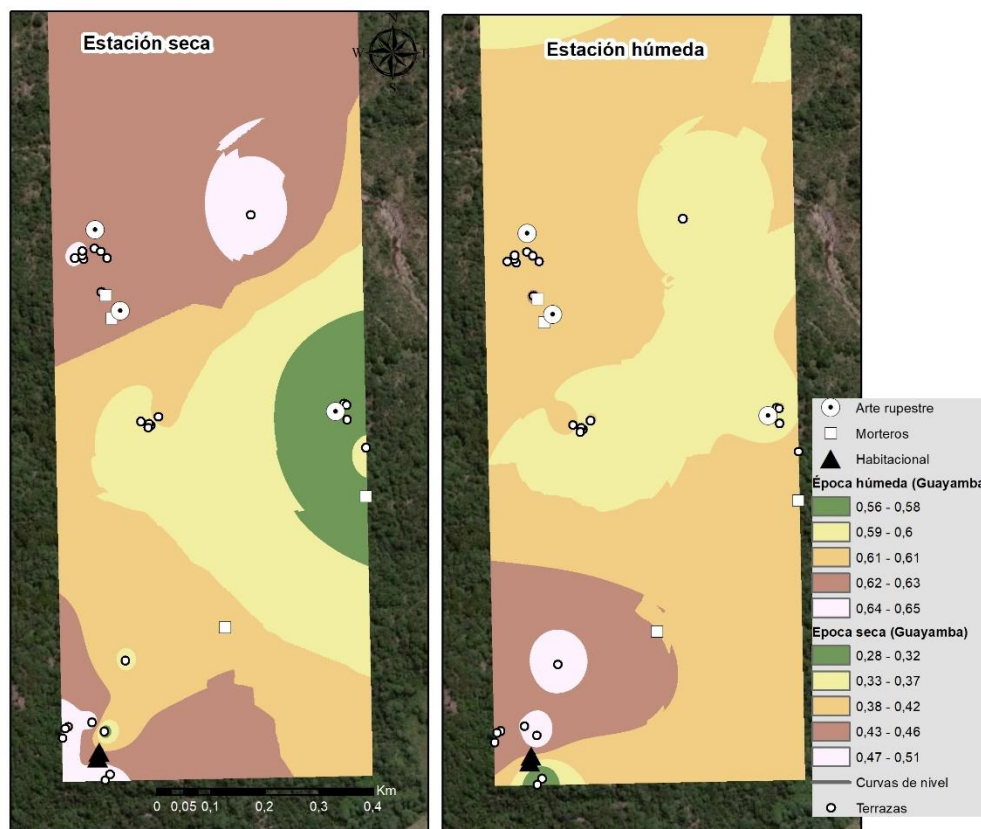 Estación seca
N
W
E
S
Estación húmeda
Arte rupestre
Morteros
Habitacional
Época húmeda (Guayamba
0,56 - 0,58
0,59 - 0,6
0,61 - 0,61
0,62 - 0,63
0,64 - 0,65
Epoca seca (Guayamba)
0,28 - 0,32
0,33 - 0,37
0,38 - 0,42
0,43 - 0,46
0,47 - 0,51
Curvas de nivel
Terrazas
Km
0 0,05 0,1 0,2 0,3 0,4